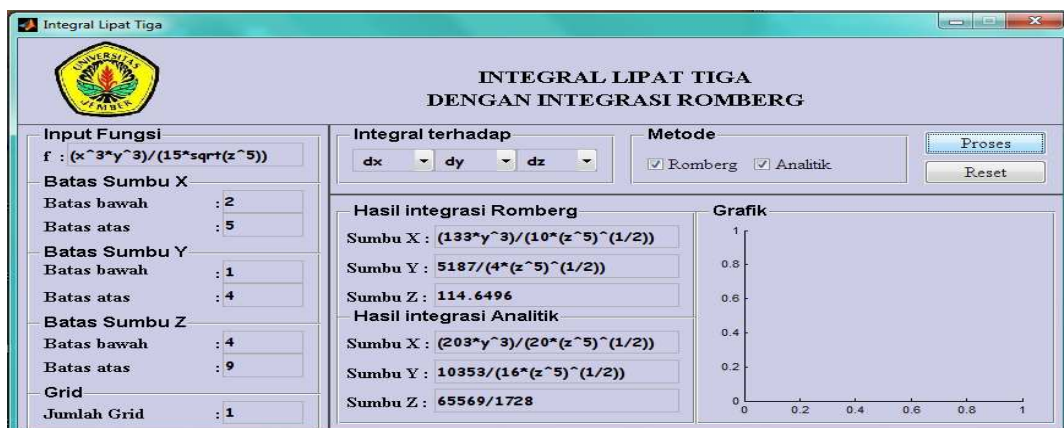 Integral Lipat Tiga
UNIVERSITAS
JEMBER
INTEGRAL LIPAT TIGA
DENGAN INTEGRASI ROMBERG
Input Fungsi
f : (x^3*y^3)/(15*sqrt(z^5))
Batas Sumbu X
Batas bawah : 2
Batas atas : 5
Batas Sumbu Y
Batas bawah : 1
Batas atas : 4
Batas Sumbu Z
Batas bawah : 4
Batas atas : 9
Grid
Jumlah Grid : 1
Integral terhadap
dx dy dz
Metode
Romberg Analitik
Proses
Reset
Hasil integrasi Romberg
Sumbu X : (133*y^3)/(10*(z^5)^(1/2))
Sumbu Y : 5187/(4*(z^5)^(1/2))
Sumbu Z : 114.6496
Hasil integrasi Analitik
Sumbu X : (203*y^3)/(20*(z^5)^(1/2))
Sumbu Y : 10353/(16*(z^5)^(1/2))
Sumbu Z : 65569/1728
Grafik
1
0.8
0.6
0.4
0.2
0
0 0.2 0.4 0.6 0.8 1